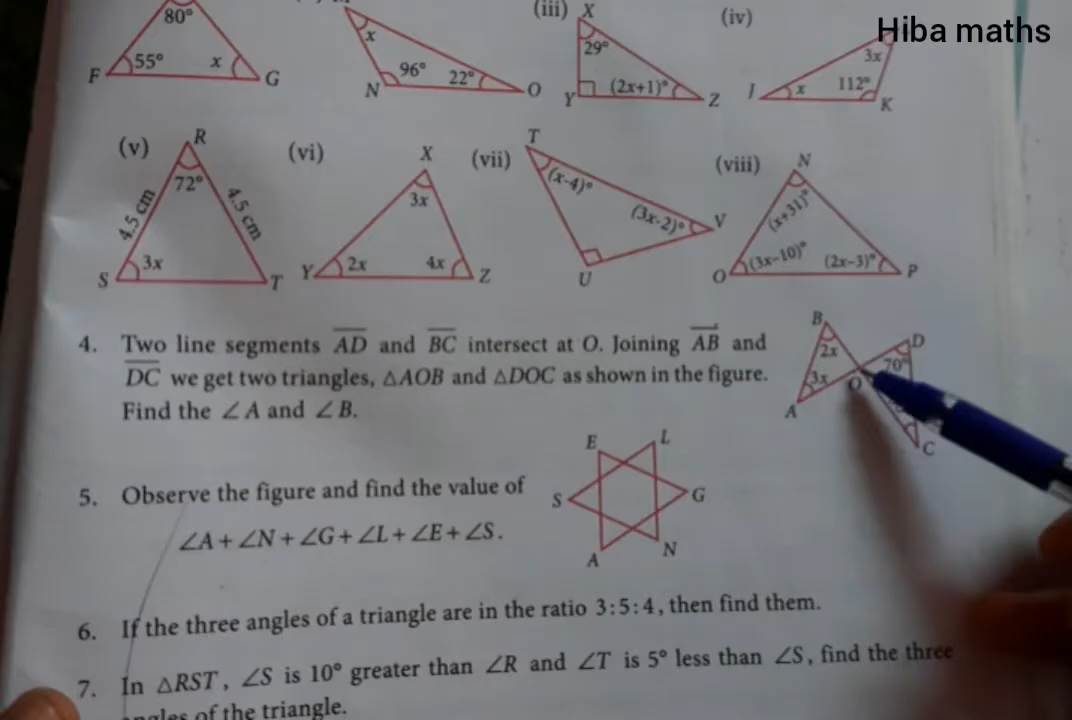 (iii) X
(iv)
Hiba maths
80°
F 55° x G
x
N 96° 22° O
29°
Y (2x+1)° Z
3x
J x 112° K
(v) R
72°
4.5 cm 4.5 cm
S 3x T
(vi) X
3x
Y 2x 4x Z
(vii) T
(x-4)°
(3x-2)° V
U
(viii) N
(x+31)°
O (3x-10)° (2x-3)° P
4. Two line segments AD and BC intersect at O. Joining AB and
DC we get two triangles, △AOB and △DOC as shown in the figure.
Find the ∠A and ∠B.
B D
2x 70°
3x O
A C
5. Observe the figure and find the value of
∠A + ∠N + ∠G + ∠L + ∠E + ∠S.
E L
S G
A N
6. If the three angles of a triangle are in the ratio 3:5:4, then find them.
7. In △RST, ∠S is 10° greater than ∠R and ∠T is 5° less than ∠S, find the three
angles of the triangle.